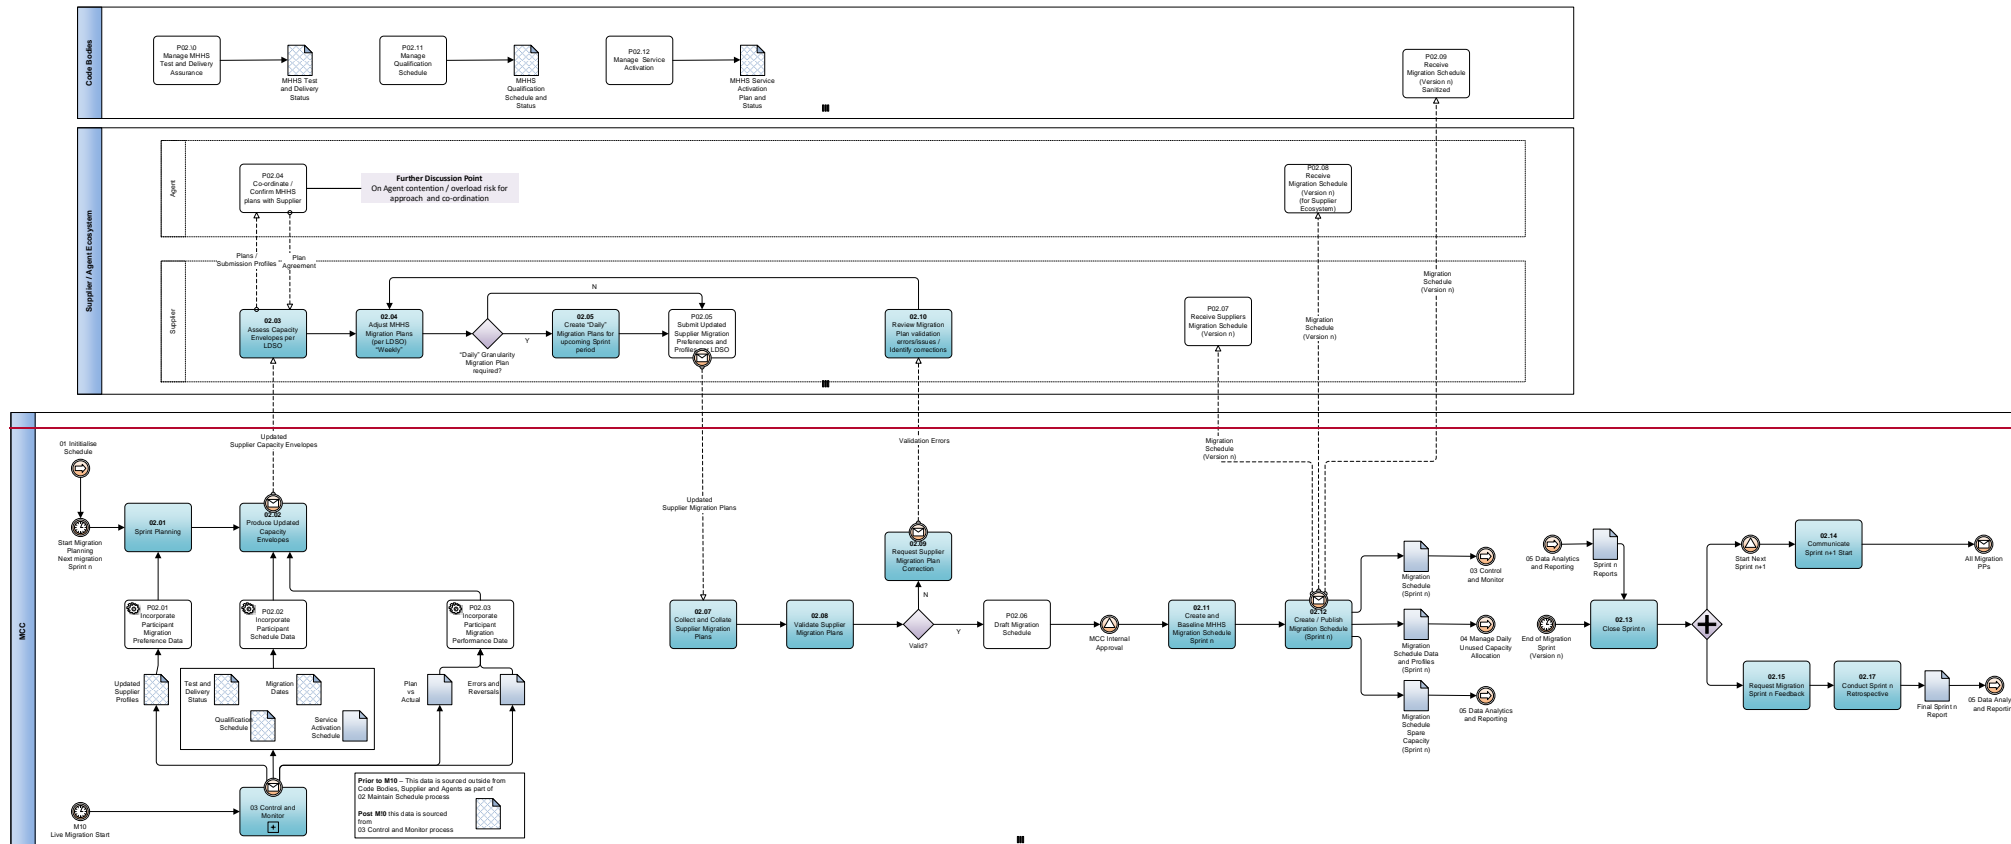 Code Bodies
P02.\0
Manage MHHS
Test and Delivery
Assurance
MHHS Test
and Delivery
Status
P02.11
Manage
Qualification
Schedule
MHHS
Qualification
Schedule and
Status
P02.12
Manage Service
Activation
MHHS Service
Activation
Plan and
Status
P02.09
Receive
Migration Schedule
(Version n)
Sanitized
Supplier / Agent Ecosystem
Agent
P02.04
Co-ordinate /
Confirm MHHS
plans with Supplier
Further Discussion Point
On Agent contention / overload risk for
approach and co-ordination
P02.08
Receive
Migration Schedule
(Version n)
(for Supplier
Ecosystem)
Plans /
Submission Profiles
Plan
Agreement
Supplier
02.03
Assess Capacity
Envelopes per
LDSO
02.04
Adjust MHHS
Migration Plans
(per LDSO)
"Weekly"
N
Y
"Daily" Granularity
Migration Plan
required?
02.05
Create "Daily"
Migration Plans for
upcoming Sprint
period
P02.05
Submit Updated
Supplier Migration
Preferences and
Profiles per LDSO
02.10
Review Migration
Plan validation
errors/issues /
Identify corrections
P02.07
Receive Suppliers
Migration Schedule
(Version n)
Migration
Schedule
(Version n)
Migration
Schedule
(Version n)
MCC
01 Inititialise
Schedule
Updated
Supplier Capacity Envelopes
Validation Errors
Migration
Schedule
(Version n)
Updated
Supplier Migration Plans
Start Migration
Planning
Next migration
Sprint n
02.01
Sprint Planning
02.02
Produce Updated
Capacity
Envelopes
P02.01
Incorporate
Participant
Migration
Preference Data
P02.02
Incorporate
Participant
Schedule Data
P02.03
Incorporate
Participant
Migration
Performance Date
Updated
Supplier
Profiles
Test and
Delivery
Status
Migration
Dates
Qualification
Schedule
Service
Activation
Schedule
Plan
vs
Actual
Errors and
Reversals
M10
Live Migration Start
03 Control and
Monitor
Prior to M10 – This data is sourced outside from
Code Bodies, Supplier and Agents as part of
02 Maintain Schedule process
Post M!0 this data is sourced
from
03 Control and Monitor process
02.07
Collect and Collate
Supplier Migration
Plans
02.08
Validate Supplier
Migration Plans
02.09
Request Supplier
Migration Plan
Correction
N
Y
Valid?
P02.06
Draft Migration
Schedule
MCC Internal
Approval
02.11
Create and
Baseline MHHS
Migration Schedule
Sprint n
02.12
Create / Publish
Migration Schedule
(Sprint n)
Migration
Schedule
(Sprint n)
03 Control
and Monitor
Migration
Schedule Data
and Profiles
(Sprint n)
04 Manage Daily
Unused Capacity
Allocation
Migration
Schedule
Spare
Capacity
(Sprint n)
05 Data Analytics
and Reporting
05 Data Analytics
and Reporting
Sprint n
Reports
End of Migration
Sprint
(Version n)
02.13
Close Sprint n
Start Next
Sprint n+1
02.14
Communicate
Sprint n+1 Start
All Migration
PPs
02.15
Request Migration
Sprint n Feedback
02.17
Conduct Sprint n
Retrospective
Final Sprint n
Report
05 Data Analy
and Reportin